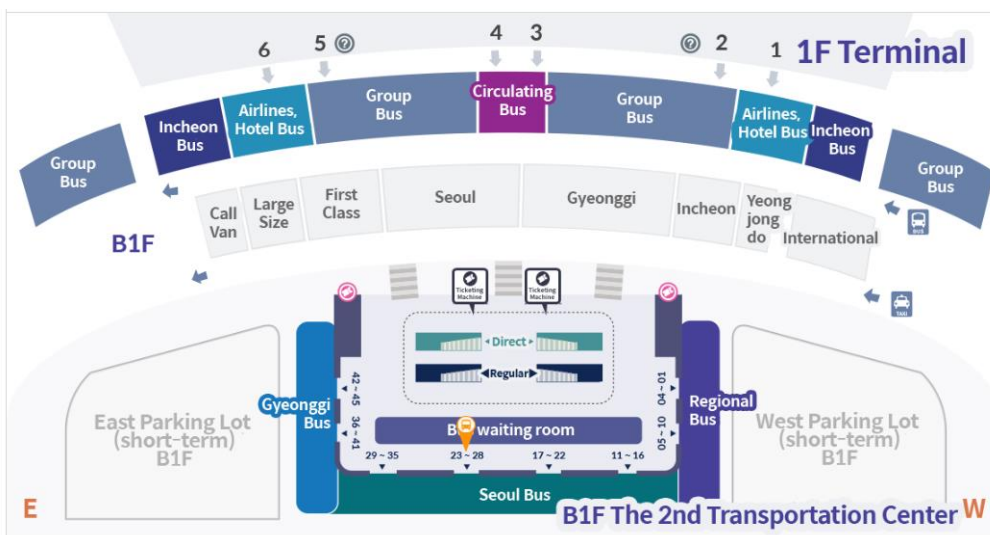 1F Terminal
6
5
?
4
3
?
2
1
Group
Bus
Incheon
Bus
Airlines,
Hotel Bus
Group
Bus
Circulating
Bus
Group
Bus
Airlines,
Hotel Bus
Incheon
Bus
Group
Bus
Call
Van
Large
Size
First
Class
Seoul
Gyeonggi
Incheon
Yeong
jong
do
International
BUS
TAXI
B1F
Ticketing
Machine
Ticketing
Machine
Direct
Regular
East Parking Lot
(short-term)
B1F
Gyeonggi
Bus
42 ~ 45
36 ~ 41
waiting room
04 ~ 01
05 ~ 10
Regional
Bus
West Parking Lot
(short-term)
B1F
29 ~ 35
23 ~ 28
17 ~ 22
11 ~ 16
Seoul Bus
E
B1F The 2nd Transportation Center
W